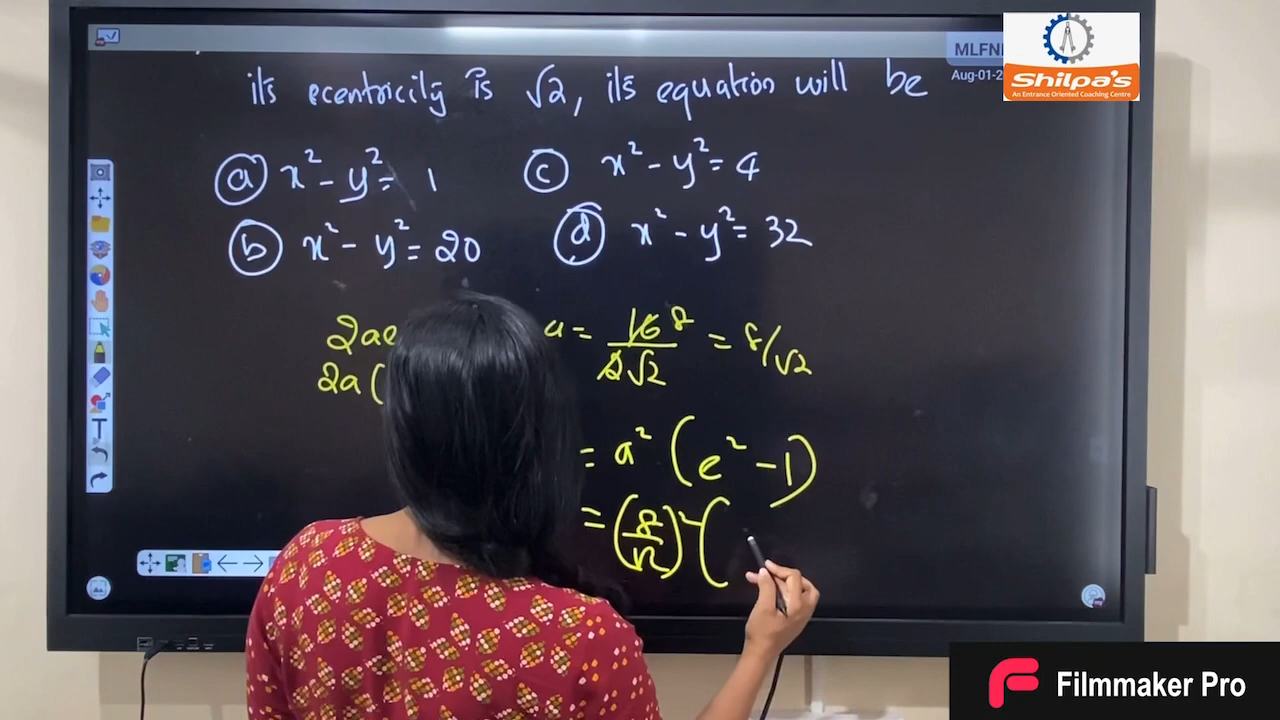 MLFN
Aug-01-2
Shilpa's
An Entrance Oriented Coaching Centre
its ecentricity is √2, its equation will be
(a) x² - y² = 1
(c) x² - y² = 4
(b) x² - y² = 20
(d) x² - y² = 32
2ae
a = 16 8 / 2√2 = 8/√2
2a (
= a² (e² - 1)
= (8/√2)² (
Filmmaker Pro